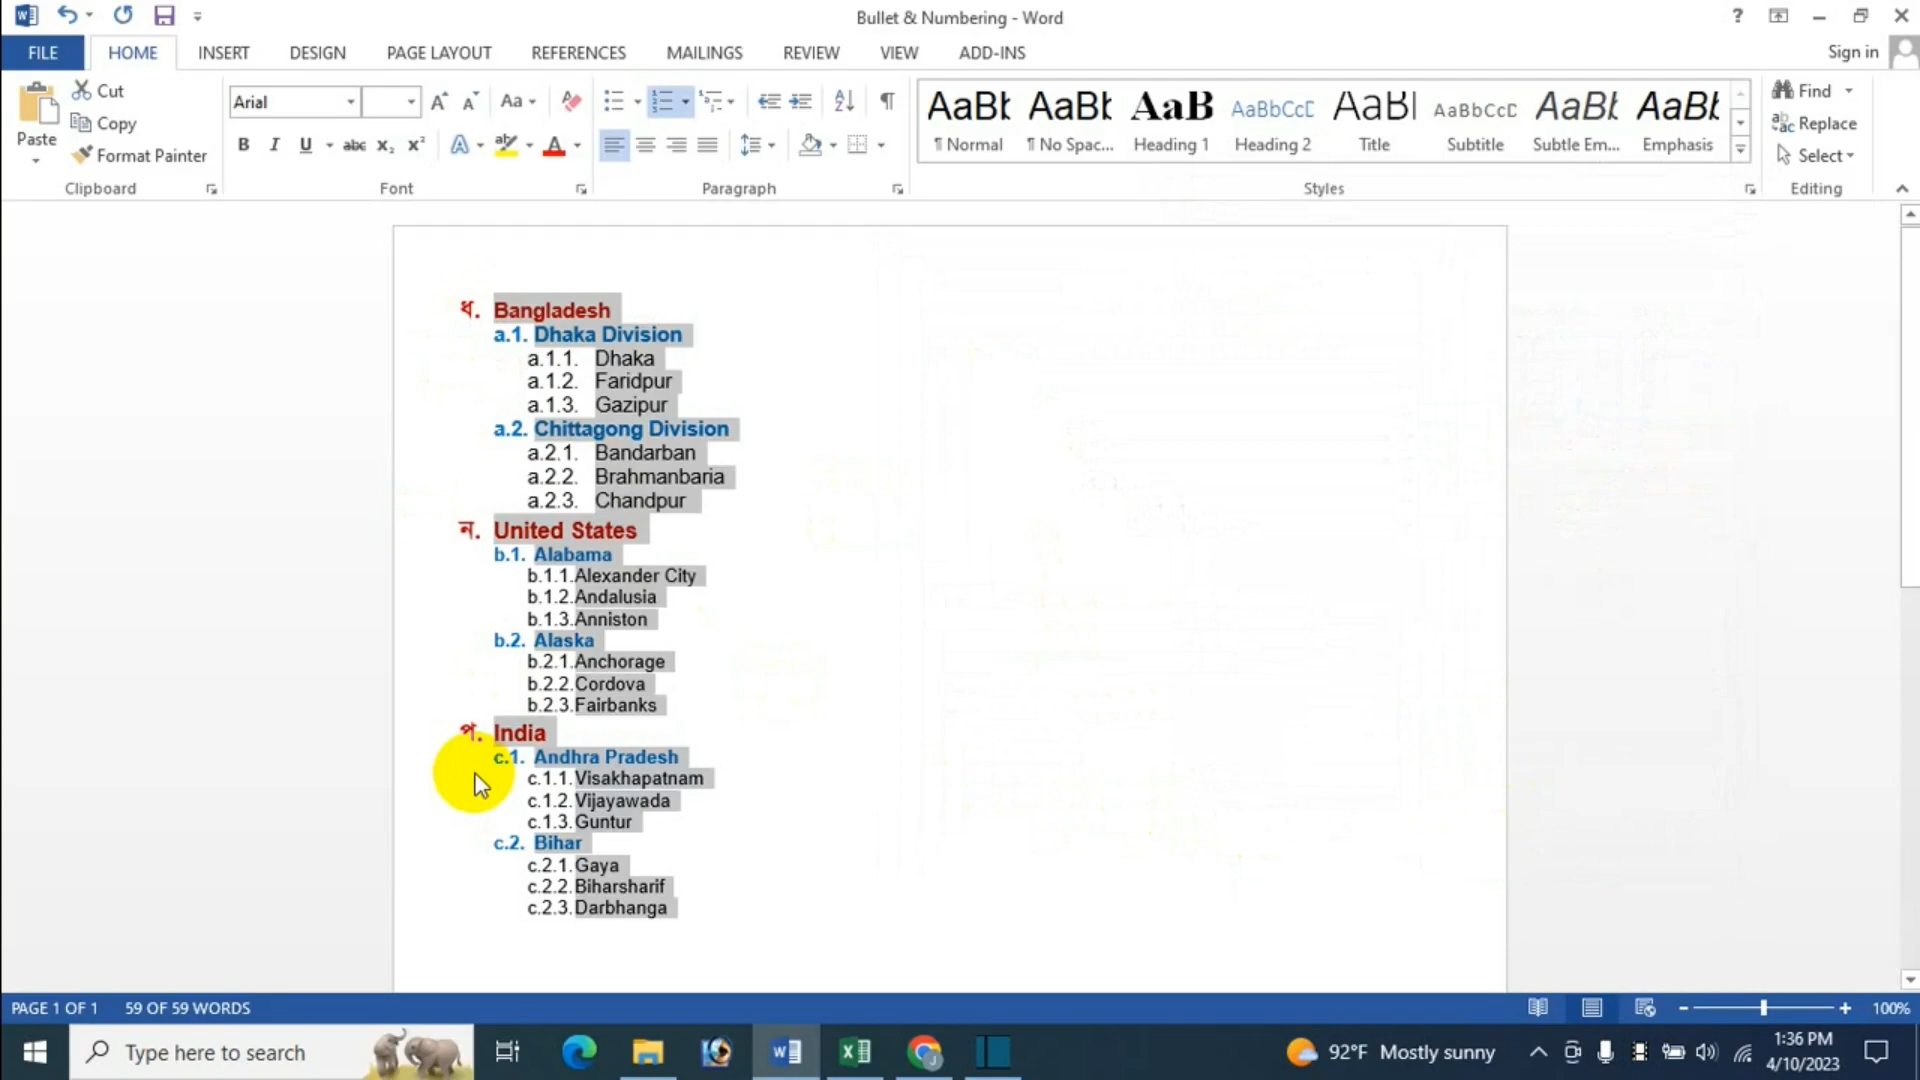 Bullet & Numbering - Word
FILE HOME INSERT DESIGN PAGE LAYOUT REFERENCES MAILINGS REVIEW VIEW ADD-INS Sign in
Paste
Cut
Copy
Format Painter
Clipboard
Arial
Font
Paragraph
AaBb ¶ Normal
AaBb ¶ No Spac...
AaB Heading 1
AaBbCcD Heading 2
AaBb Title
AaBbCcD Subtitle
AaBb Subtle Em...
AaBb Emphasis
Styles
Find
Replace
Select
Editing
ধ. Bangladesh
a.1. Dhaka Division
a.1.1. Dhaka
a.1.2. Faridpur
a.1.3. Gazipur
a.2. Chittagong Division
a.2.1. Bandarban
a.2.2. Brahmanbaria
a.2.3. Chandpur
ন. United States
b.1. Alabama
b.1.1.Alexander City
b.1.2.Andalusia
b.1.3.Anniston
b.2. Alaska
b.2.1.Anchorage
b.2.2.Cordova
b.2.3.Fairbanks
প. India
c.1. Andhra Pradesh
c.1.1.Visakhapatnam
c.1.2.Vijayawada
c.1.3.Guntur
c.2. Bihar
c.2.1.Gaya
c.2.2.Biharsharif
c.2.3.Darbhanga
PAGE 1 OF 1 59 OF 59 WORDS 100%
Type here to search 92°F Mostly sunny 1:36 PM
4/10/2023